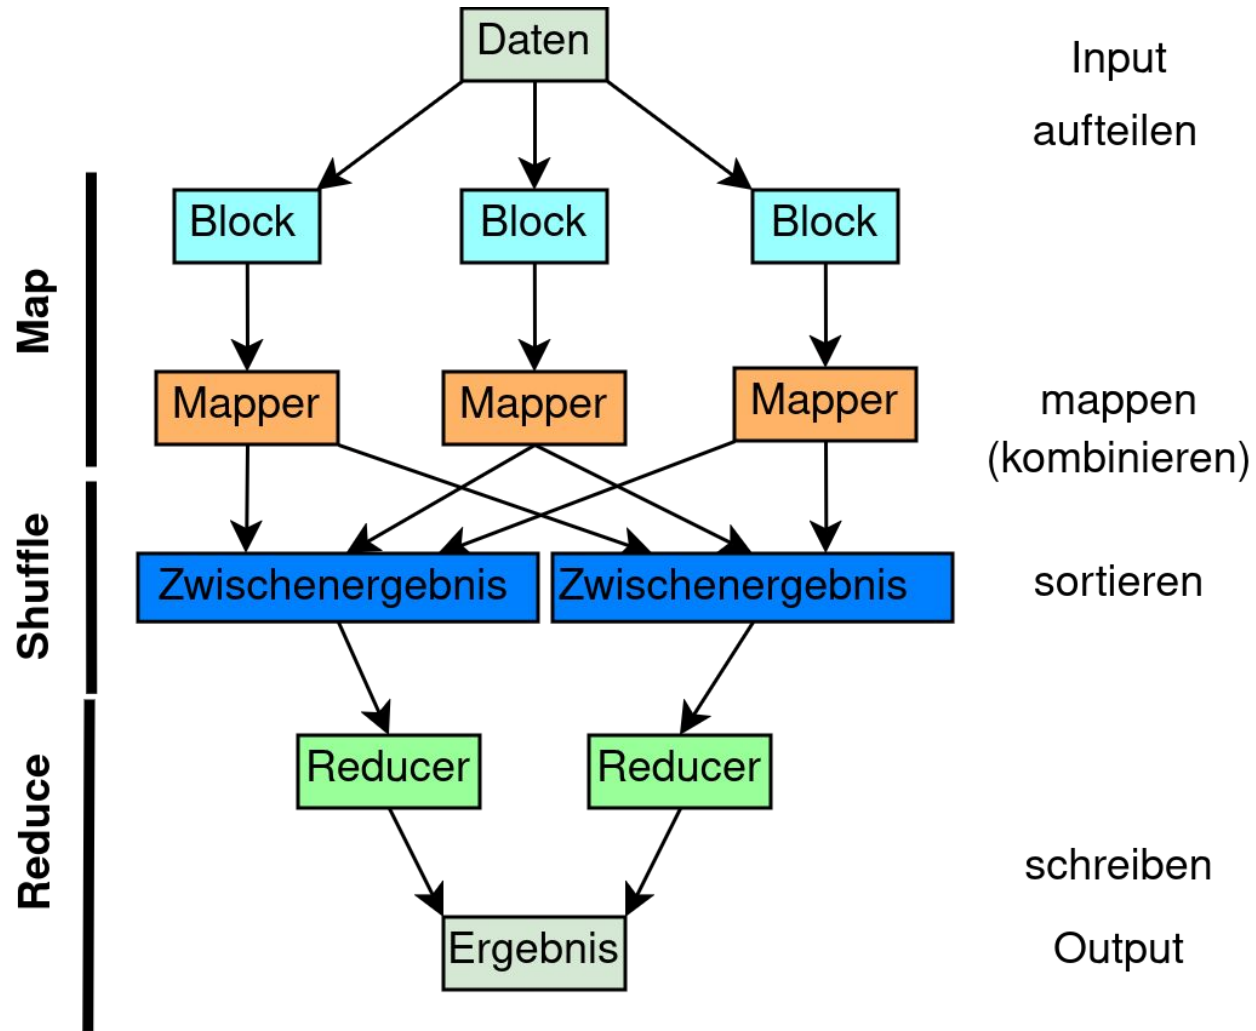 Daten
Input
aufteilen
Block
Block
Block
Map
Mapper
Mapper
Mapper
mappen
(kombinieren)
Shuffle
Zwischenergebnis
Zwischenergebnis
sortieren
Reducer
Reducer
Reduce
schreiben
Ergebnis
Output